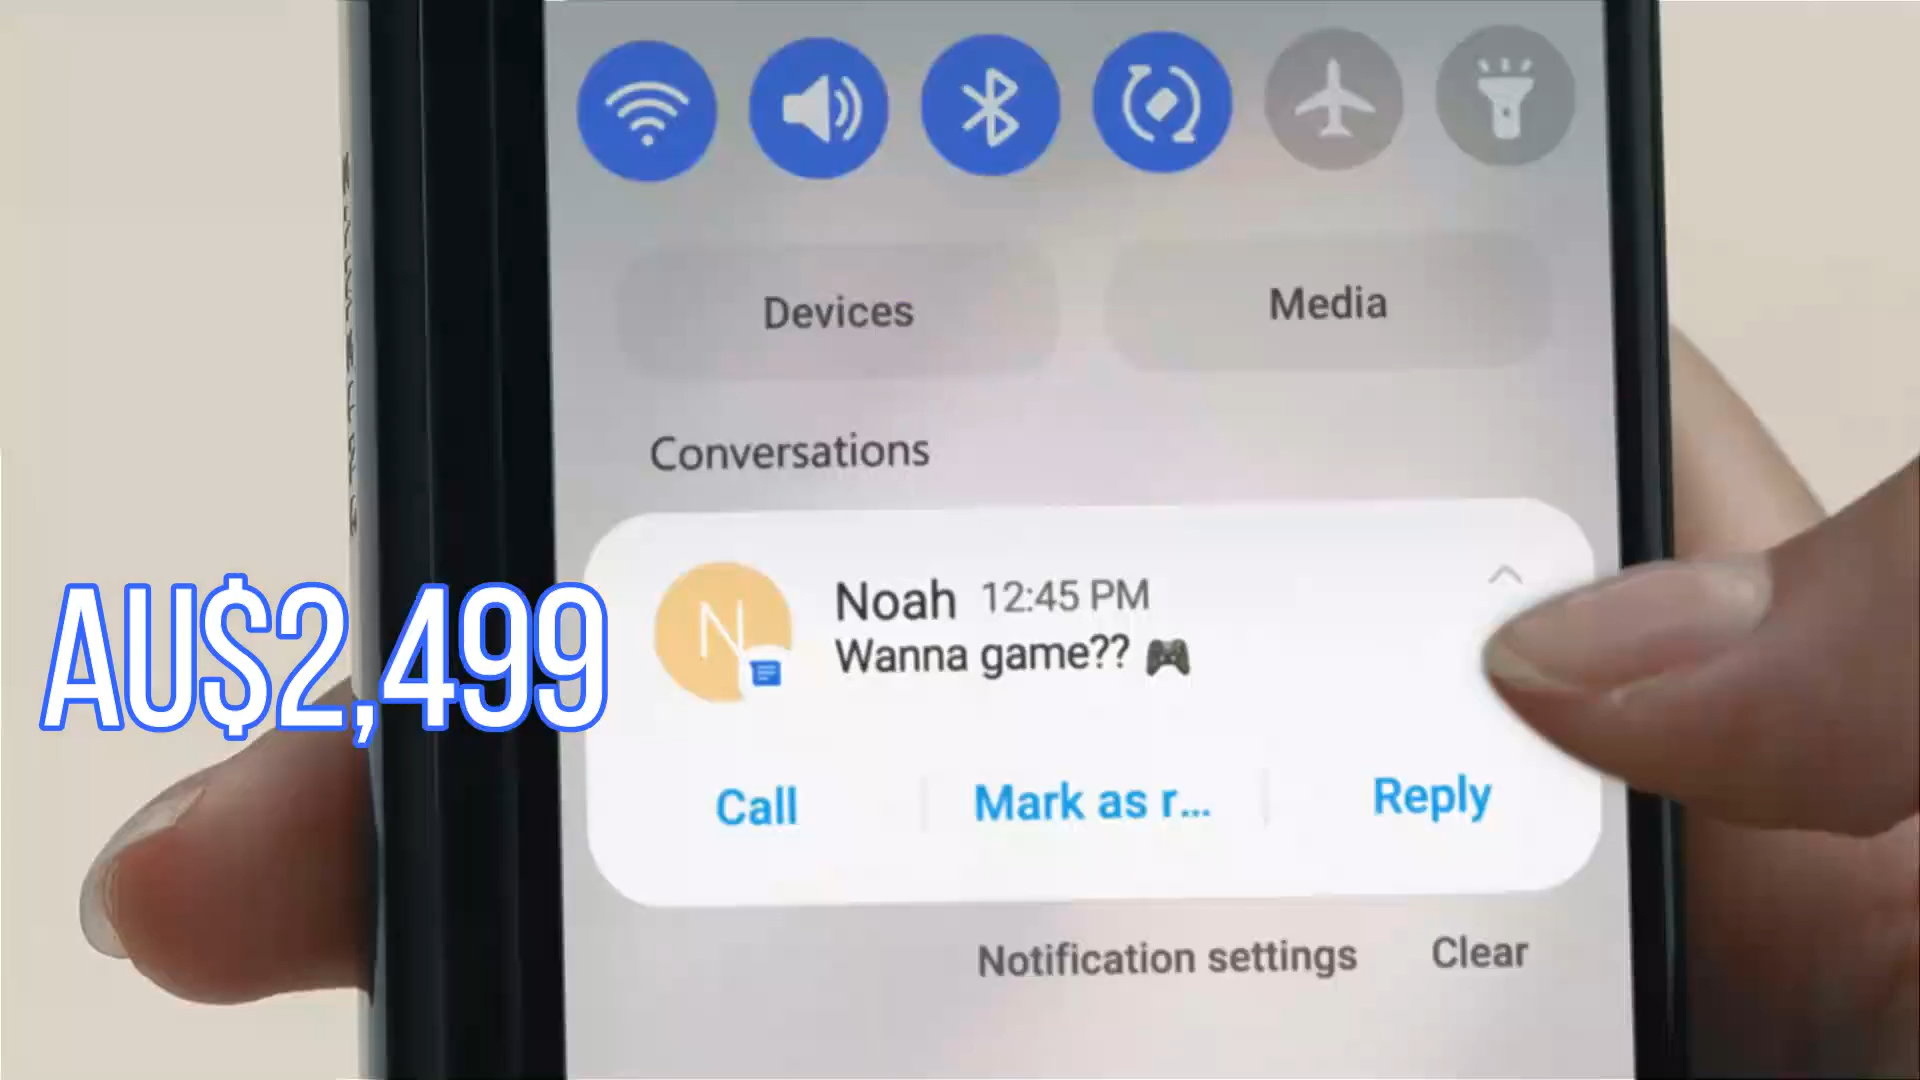 Devices
Media
Conversations
N
Noah 12:45 PM
Wanna game?? 🎮
Call
Mark as r...
Reply
Notification settings
Clear
AU$2,499